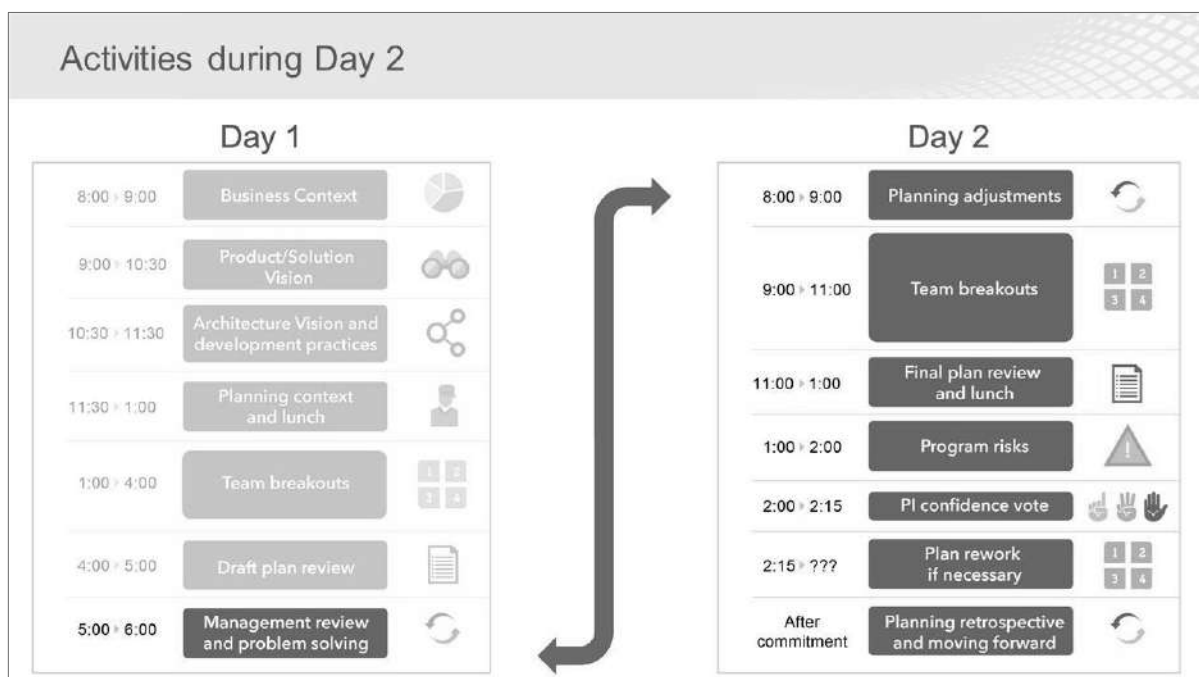 Activities during Day 2
Day 1
8:00 › 9:00
Business Context
9:00 › 10:30
Product/Solution
Vision
10:30 › 11:30
Architecture Vision and
development practices
11:30 › 1:00
Planning context
and lunch
1:00 › 4:00
Team breakouts
1 2
3 4
4:00 › 5:00
Draft plan review
5:00 › 6:00
Management review
and problem solving
Day 2
8:00 › 9:00
Planning adjustments
9:00 › 11:00
Team breakouts
1 2
3 4
11:00 › 1:00
Final plan review
and lunch
1:00 › 2:00
Program risks
!
2:00 › 2:15
PI confidence vote
2:15 › ???
Plan rework
if necessary
1 2
3 4
After
commitment
Planning retrospective
and moving forward